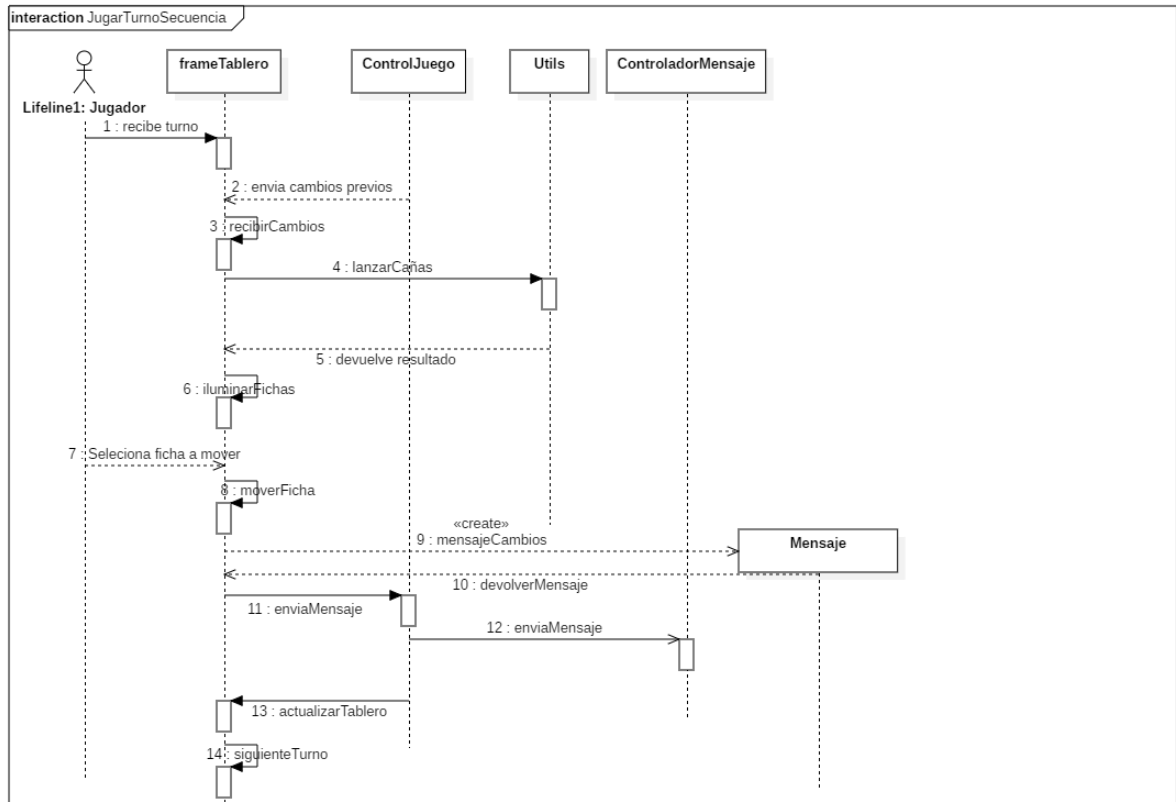 interaction JugarTurnoSecuencia
frameTablero
ControlJuego
Utils
ControladorMensaje
Lifeline1: Jugador
1 : recibe turno
2 : envia cambios previos
3 : recibirCambios
4 : lanzarCañas
5 : devuelve resultado
6 : iluminarFichas
7 : Seleciona ficha a mover
8 : moverFicha
«create»
9 : mensajeCambios
Mensaje
10 : devolverMensaje
11 : enviaMensaje
12 : enviaMensaje
13 : actualizarTablero
14 : siguienteTurno